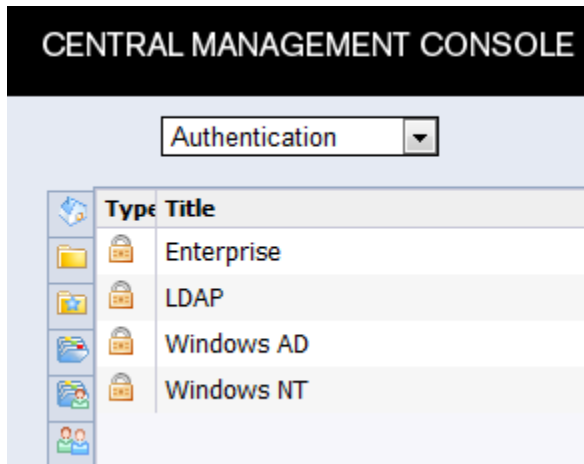 CENTRAL MANAGEMENT CONSOLE
Authentication
Type Title
Enterprise
LDAP
Windows AD
Windows NT